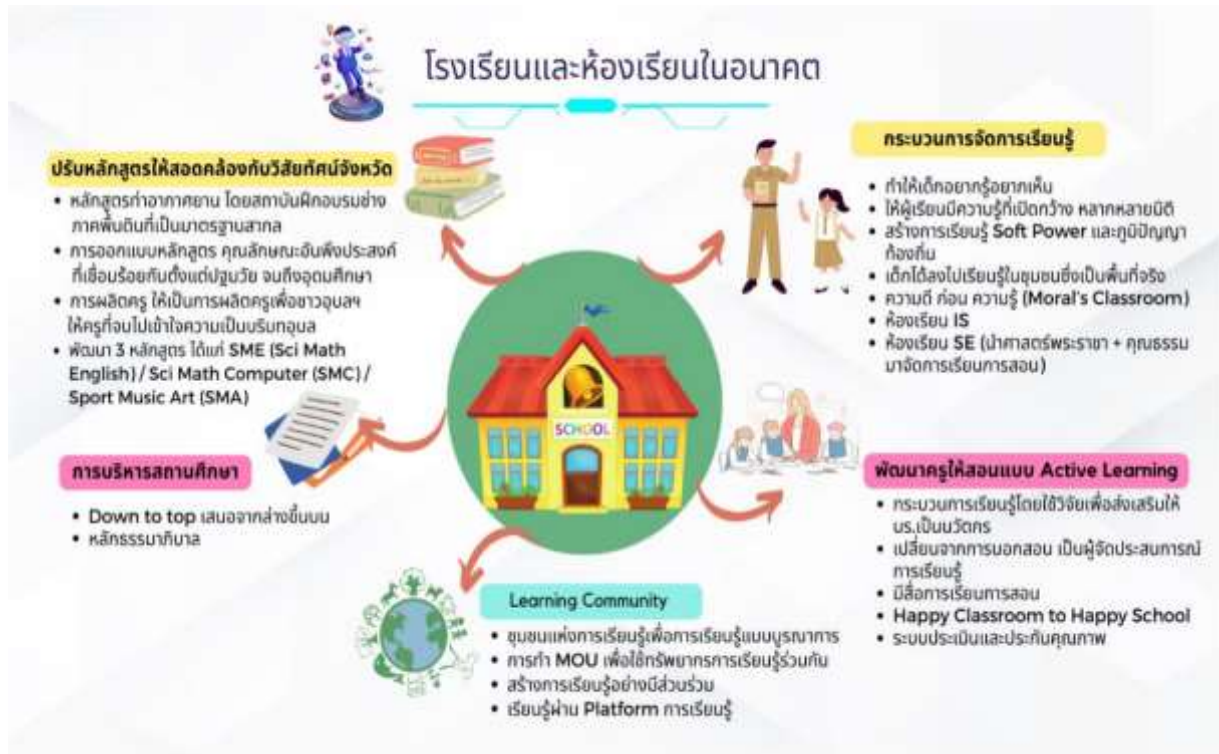 โรงเรียนและห้องเรียนในอนาคต
ปรับหลักสูตรให้สอดคล้องกับวิสัยทัศน์จังหวัด
• หลักสูตรท่าอากาศยาน โดยสถาบันฝึกอบรมช่าง
ภาคพื้นดินที่เป็นมาตรฐานสากล
• การออกแบบหลักสูตร คุณลักษณะอันพึงประสงค์
ที่เชื่อมร้อยกันตั้งแต่ปฐมวัย จนถึงอุดมศึกษา
• การผลิตครู ให้เป็นการผลิตครูเพื่อชาวอุบลฯ
ให้ครูที่จบไปเข้าใจความเป็นบริบทอุบล
• พัฒนา 3 หลักสูตร ได้แก่ SME (Sci Math
English) / Sci Math Computer (SMC) /
Sport Music Art (SMA)
การบริหารสถานศึกษา
• Down to top เสนอจากล่างขึ้นบน
• หลักธรรมาภิบาล
SCHOOL
Learning Community
• ชุมชนแห่งการเรียนรู้เพื่อการเรียนรู้แบบบูรณาการ
• การทำ MOU เพื่อใช้ทรัพยากรการเรียนรู้ร่วมกัน
• สร้างการเรียนรู้อย่างมีส่วนร่วม
• เรียนรู้ผ่าน Platform การเรียนรู้
กระบวนการจัดการเรียนรู้
• ทำให้เด็กอยากรู้อยากเห็น
• ให้ผู้เรียนมีความรู้ที่เปิดกว้าง หลากหลายมิติ
• สร้างการเรียนรู้ Soft Power และภูมิปัญญา
ท้องถิ่น
• เด็กได้ลงไปเรียนรู้ในชุมชนซึ่งเป็นพื้นที่จริง
• ความดี ก่อน ความรู้ (Moral's Classroom)
• ห้องเรียน IS
• ห้องเรียน SE (นำศาสตร์พระราชา + คุณธรรม
มาจัดการเรียนการสอน)
พัฒนาครูให้สอนแบบ Active Learning
• กระบวนการเรียนรู้โดยใช้วิจัยเพื่อส่งเสริมให้
นร.เป็นนวัตกร
• เปลี่ยนจากการบอกสอน เป็นผู้จัดประสบการณ์
การเรียนรู้
• มีสื่อการเรียนการสอน
• Happy Classroom to Happy School
• ระบบประเมินและประกันคุณภาพ